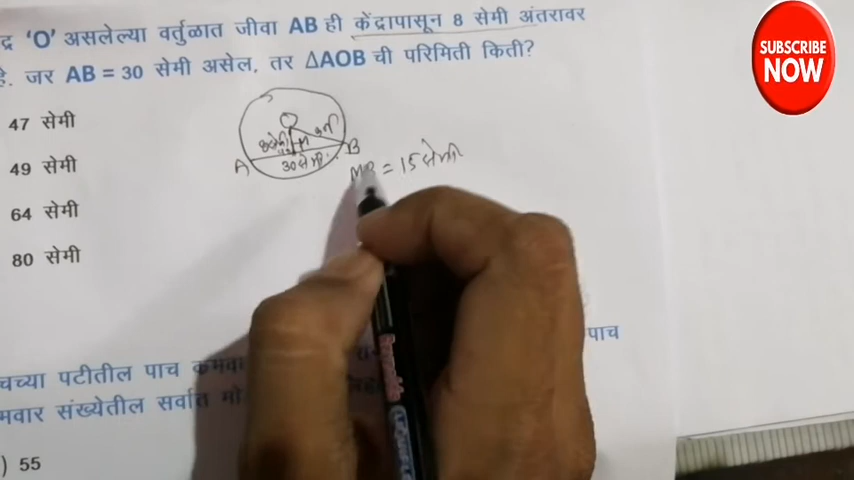 द्र 'O' असलेल्या वर्तुळात जीवा AB ही केंद्रापासून 8 सेमी अंतरावर
हे. जर AB = 30 सेमी असेल, तर ΔAOB ची परिमिती किती?
SUBSCRIBE
NOW
47 सेमी
49 सेमी
64 सेमी
80 सेमी
O
8 सेमी M
A 30 सेमी B
MB = 15 सेमी
च्या पटीतील पाच क्रमवा पाच
मवार संख्येतील सर्वात मो
) 55